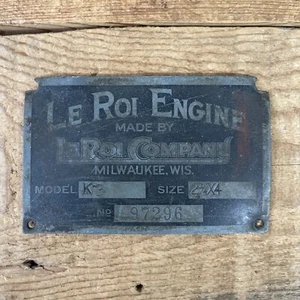 LE ROI ENGINE
MADE BY
LE ROI COMPANY
MILWAUKEE, WIS.
MODEL SIZE
No 97296